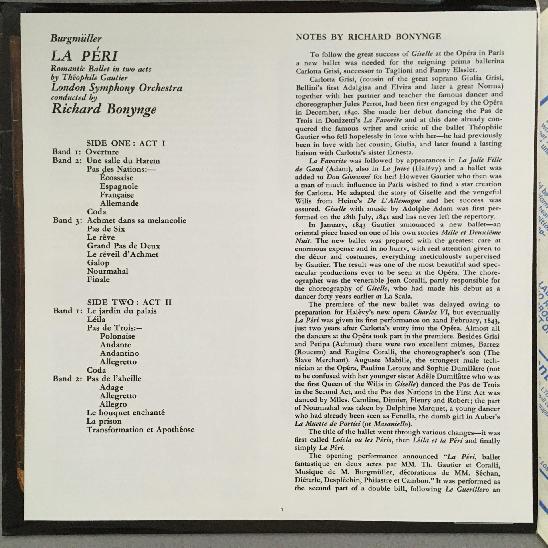 Burgmüller
LA PÉRI
Romantic Ballet in two acts
by Théophile Gautier
London Symphony Orchestra
conducted by
Richard Bonynge
SIDE ONE : ACT I
Band 1: Overture
Band 2: Une salle du Harem
Pas des Nations:—
Écossaise
Espagnole
Française
Allemande
Coda
Band 3: Achmet dans sa melancolie
Pas de Six
Le rêve
Grand Pas de Deux
Le réveil d'Achmet
Galop
Nourmahal
Finale
SIDE TWO : ACT II
Band 1: Le jardin du palais
Léïla
Pas de Trois:—
Polonaise
Andante
Andantino
Allegretto
Coda
Band 2: Pas de l'abeille
Adage
Allegretto
Allegro
Le bouquet enchanté
La prison
Transformation et Apothéose
NOTES BY RICHARD BONYNGE
To follow the great success of Giselle at the Opéra in Paris
a new ballet was needed for the reigning prima ballerina
Carlotta Grisi, successor to Taglioni and Fanny Elssler.
Carlotta Grisi, (cousin of the great soprano Giulia Grisi,
Bellini's first Adalgisa and Elvira and later a great Norma)
together with her partner and teacher the famous dancer and
choreographer Jules Perrot, had been first engaged by the Opéra
in December, 1840. She made her debut dancing the Pas de
Trois in Donizetti's La Favorite and at this date already con-
quered the famous writer and critic of the ballet Théophile
Gautier who fell hopelessly in love with her—he had previously
been in love with her cousin, Giulia, and later found a lasting
liaison with Carlotta's sister Ernesta.
La Favorite was followed by appearances in La Jolie Fille
de Gand (Adam), also in Le Juive (Halévy) and a ballet was
added to Don Giovanni for her! However Gautier who then was
a man of much influence in Paris wished to find a star creation
for Carlotta. He adapted the story of Giselle and the vengeful
Wilis from Heine's De L'Allemagne and her success was
assured. Giselle with music by Adolphe Adam was first per-
formed on the 28th July, 1841 and has never left the repertory.
In January, 1843 Gautier announced a new ballet—an
oriental piece based on one of his own stories Mille et Deuxième
Nuit. The new ballet was prepared with the greatest care at
enormous expense and in no hurry, with real attention given to
the décor and costumes, everything meticulously supervised
by Gautier. The result was one of the most beautiful and spec-
tacular productions ever to be seen at the Opéra. The chore-
ographer was the venerable Jean Coralli, partly responsible for
the choreography of Giselle, who had made his debut as a
dancer forty years earlier at La Scala.
The premiere of the new ballet was delayed owing to
preparation for Halévy's new opera Charles VI, but eventually
La Péri was given its first performance on 22nd February, 1843,
just two years after Carlotta's entry into the Opéra. Almost all
the dancers at the Opéra took part in the premiere. Besides Grisi
and Petipa (Achmet) there were two excellent mimes, Barrez
(Roucem) and Eugène Coralli, the choreographer's son (The
Slave Merchant). Auguste Mabille, the strongest male tech-
nician at the Opéra, Pauline Leroux and Sophie Dumilâtre (not
to be confused with her younger sister Adèle Dumilâtre who was
the first Queen of the Wilis in Giselle) danced the Pas de Trois
in the Second Act, and the Pas des Nations in the First Act was
danced by Mlles. Caroline, Dimier, Fleury and Robert; the part
of Nourmahal was taken by Delphine Marquet, a young dancer
who had already been seen as Fenella, the dumb girl in Auber's
La Muette de Portici (or Masaniello).
The title of the ballet went through various changes—it was
first called Leïla ou les Péris, then Léïla et la Péri and finally
simply La Péri.
The opening performance announced "La Péri, ballet
fantastique en deux actes par MM. Th. Gautier et Coralli,
Musique de M. Burgmüller, décorations de MM. Séchan,
Diéterle, Despléchin, Philastre et Cambon." It was performed as
the second part of a double bill, following Le Guerillero an